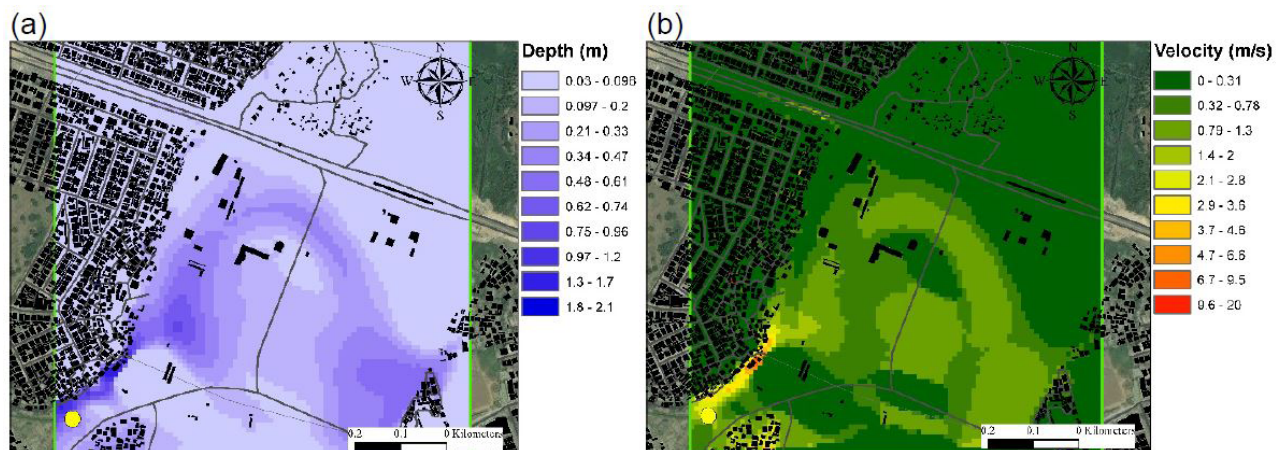 (a)
N
W E
S
Depth (m)
0.03 - 0.096
0.097 - 0.2
0.21 - 0.33
0.34 - 0.47
0.48 - 0.61
0.62 - 0.74
0.75 - 0.96
0.97 - 1.2
1.3 - 1.7
1.8 - 2.1
0.2 0.1 0 Kilometers
(b)
N
W E
S
Velocity (m/s)
0 - 0.31
0.32 - 0.78
0.79 - 1.3
1.4 - 2
2.1 - 2.8
2.9 - 3.6
3.7 - 4.6
4.7 - 6.6
6.7 - 9.5
9.6 - 20
0.2 0.1 0 Kilometers